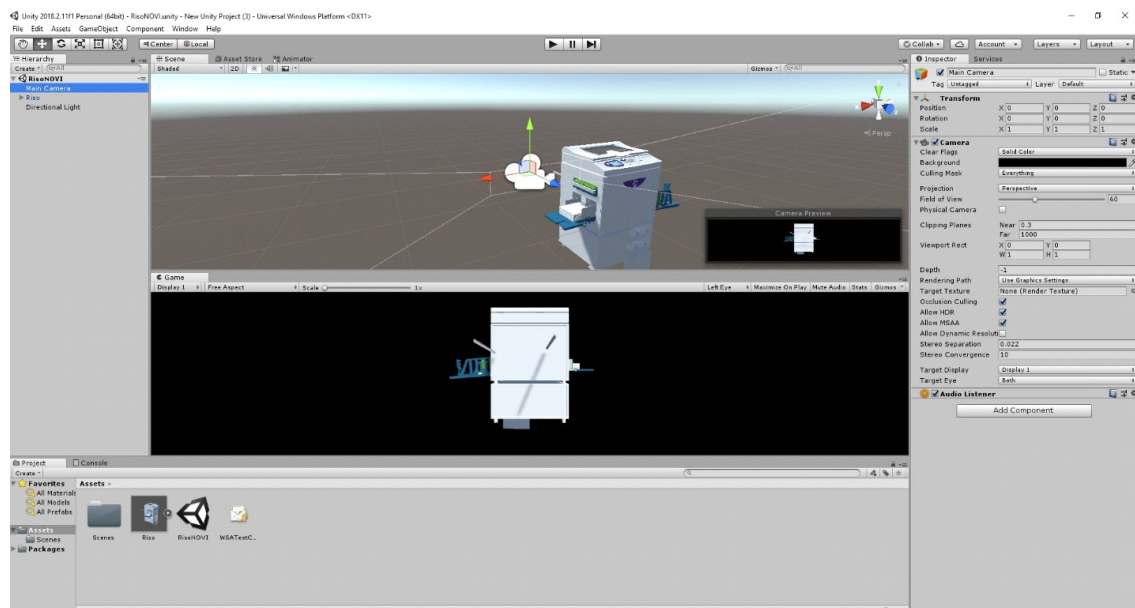 Unity 2018.2.11f1 Personal (64bit) - RisoNOVI.unity - New Unity Project (3) - Universal Windows Platform <DX11>
File Edit Assets GameObject Component Window Help
Center Local
Collab Account Layers Layout
Hierarchy
Create
RisoNOVI
Main Camera
Riso
Directional Light
Scene Asset Store Animator
Shaded 2D Gizmos
Persp
Camera Preview
Game
Display 1 Free Aspect Scale 1x Left Eye Maximize On Play Mute Audio Stats Gizmos
Inspector Services
Main Camera Static
Tag Untagged Layer Default
Transform
Position X 0 Y 0 Z 0
Rotation X 0 Y 0 Z 0
Scale X 1 Y 1 Z 1
Camera
Clear Flags Solid Color
Background
Culling Mask Everything
Projection Perspective
Field of View 60
Physical Camera
Clipping Planes Near 0.3
Far 1000
Viewport Rect X 0 Y 0
W 1 H 1
Depth -1
Rendering Path Use Graphics Settings
Target Texture None (Render Texture)
Occlusion Culling
Allow HDR
Allow MSAA
Allow Dynamic Resoluti
Stereo Separation 0.022
Stereo Convergence 10
Target Display Display 1
Target Eye Both
Audio Listener
Add Component
Project Console
Create
Favorites
All Materials
All Models
All Prefabs
Assets
Scenes
Packages
Assets
Scenes Riso RisoNOVI WSATestC...